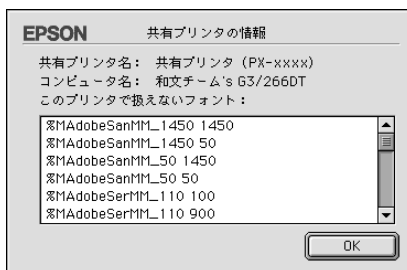 EPSON 共有プリンタの情報
共有プリンタ名： 共有プリンタ (PX-xxxx)
コンピュータ名： 和文チーム's G3/266DT
このプリンタで扱えないフォント：
%MAdobeSanMM_1450 1450
%MAdobeSanMM_1450 50
%MAdobeSanMM_50 1450
%MAdobeSanMM_50 50
%MAdobeSerMM_110 100
%MAdobeSerMM_110 900
OK